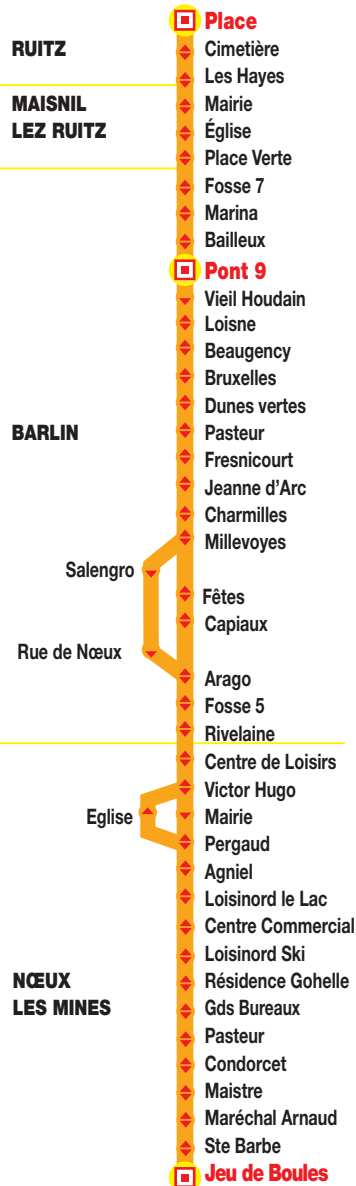 Place
RUITZ
Cimetière
Les Hayes
MAISNIL
LEZ RUITZ
Mairie
Église
Place Verte
Fosse 7
Marina
Bailleux
Pont 9
Vieil Houdain
Loisne
Beaugency
Bruxelles
Dunes vertes
BARLIN
Pasteur
Fresnicourt
Jeanne d'Arc
Charmilles
Millevoyes
Salengro
Fêtes
Capiaux
Rue de Nœux
Arago
Fosse 5
Rivelaine
Centre de Loisirs
Victor Hugo
Eglise
Mairie
Pergaud
Agniel
Loisinord le Lac
Centre Commercial
Loisinord Ski
NŒUX
LES MINES
Résidence Gohelle
Gds Bureaux
Pasteur
Condorcet
Maistre
Maréchal Arnaud
Ste Barbe
Jeu de Boules